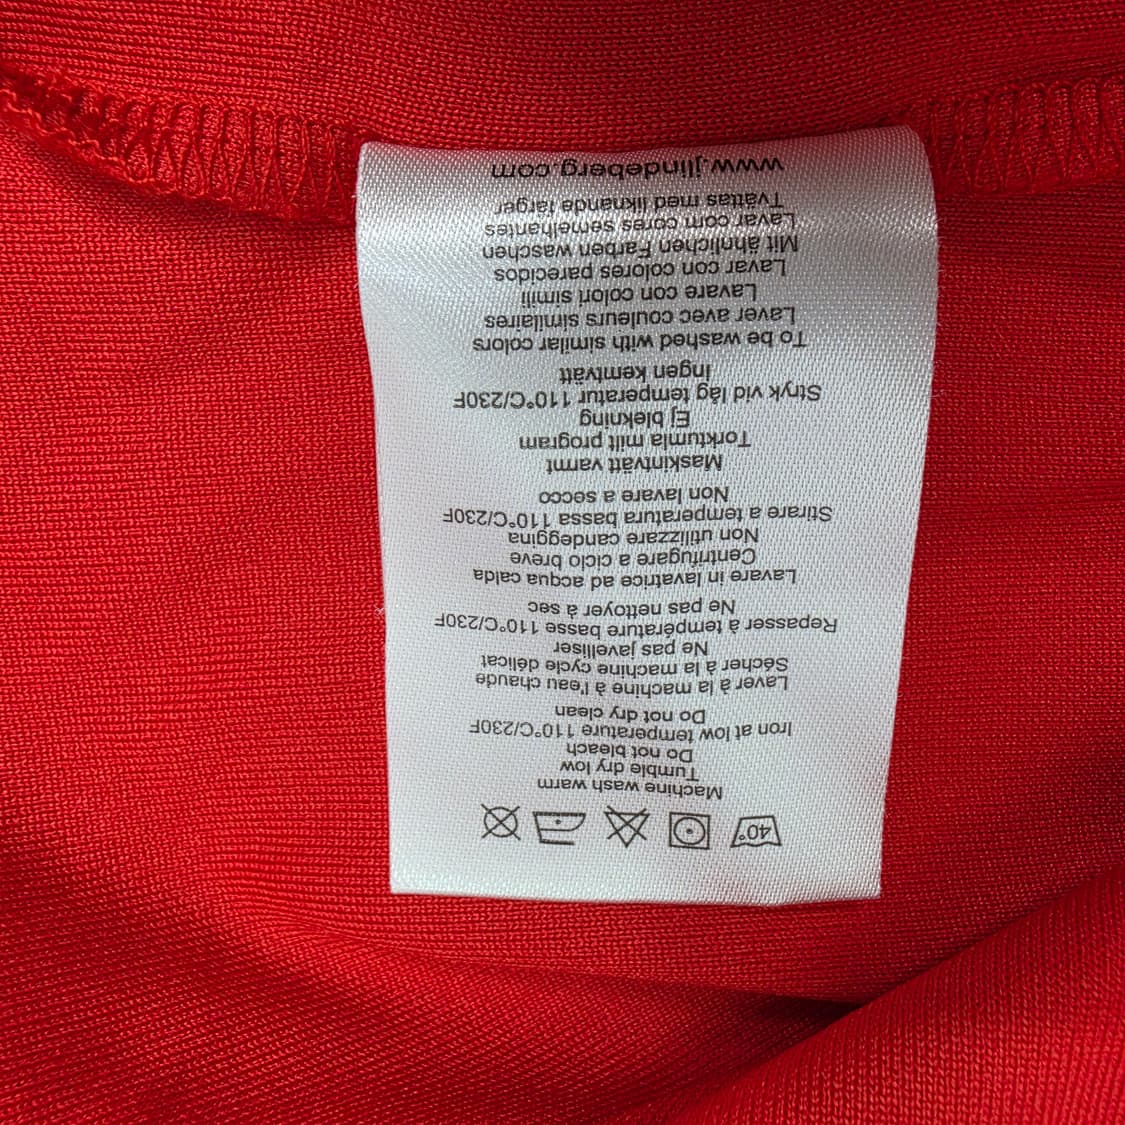 40°
Machine wash warm
Tumble dry low
Do not bleach
Iron at low temperature 110°C/230F
Do not dry clean
Laver à la machine à l'eau chaude
Sécher à la machine cycle délicat
Ne pas javelliser
Repasser à température basse 110°C/230F
Ne pas nettoyer à sec
Lavare in lavatrice ad acqua calda
Centrifugare a ciclo breve
Non utilizzare candeggina
Stirare a temperatura bassa 110°C/230F
Non lavare a secco
Maskintvätt varmt
Torktumla milt program
Ej blekning
Stryk vid låg temperatur 110°C/230F
Ingen kemtvätt
To be washed with similar colors
Laver avec couleurs similaires
Lavare con colori simili
Lavar con colores parecidos
Mit ähnlichen Farben waschen
Lavar com cores semelhantes
Tvättas med liknande färger
www.jlindeberg.com